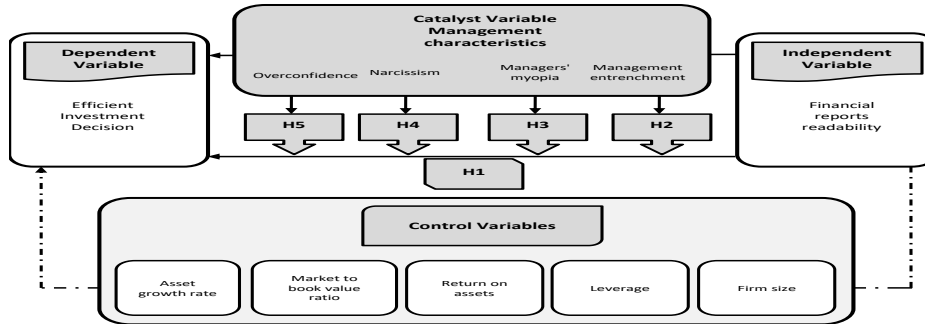 Catalyst Variable
Management
characteristics
Overconfidence
Narcissism
Managers'
myopia
Management
entrenchment
Dependent
Variable
Efficient
Investment
Decision
Independent
Variable
Financial
reports
readability
H5
H4
H3
H2
H1
Control Variables
Asset
growth rate
Market to
book value
ratio
Return on
assets
Leverage
Firm size